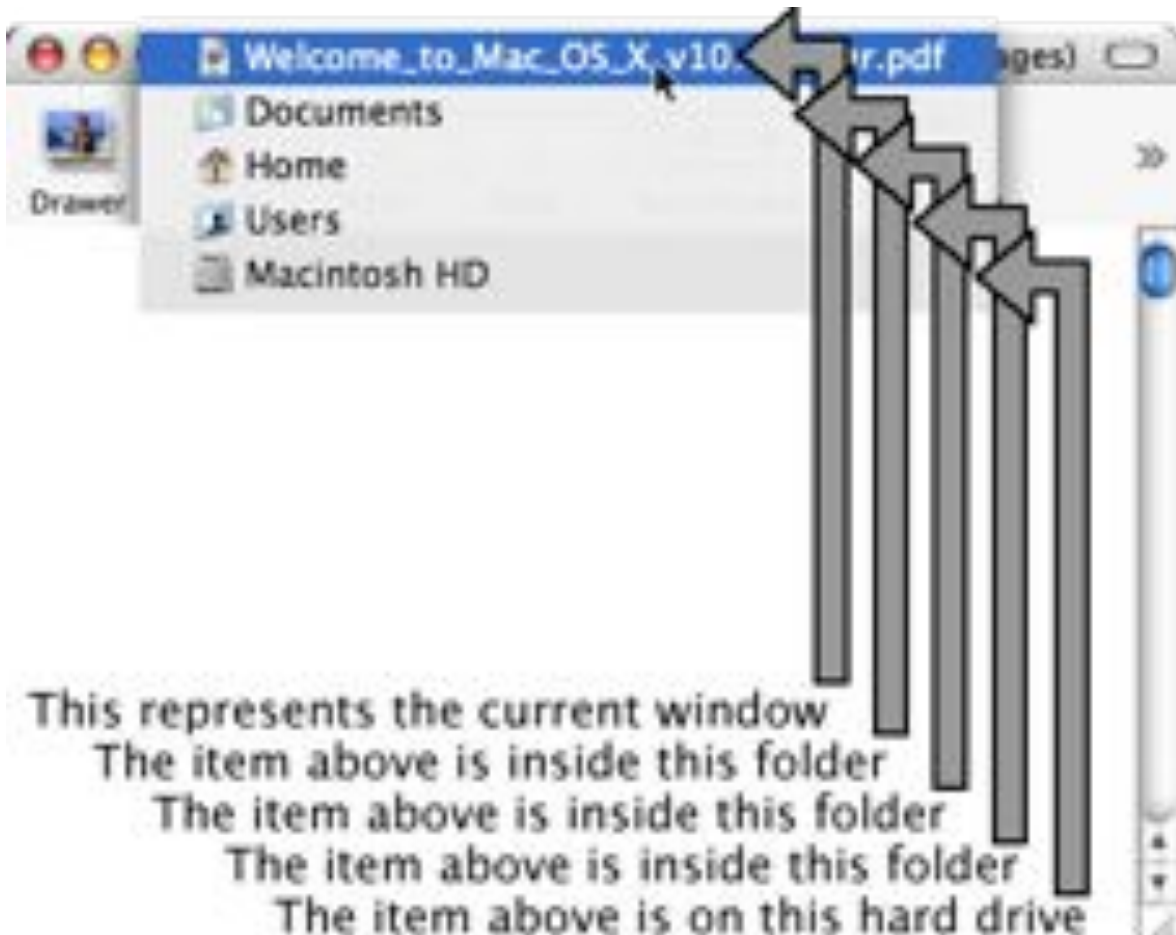 Welcome_to_Mac_OS_X_v10. r.pdf ges)
Documents
Home
Drawer
Users
Macintosh HD
This represents the current window
The item above is inside this folder
The item above is inside this folder
The item above is inside this folder
The item above is on this hard drive